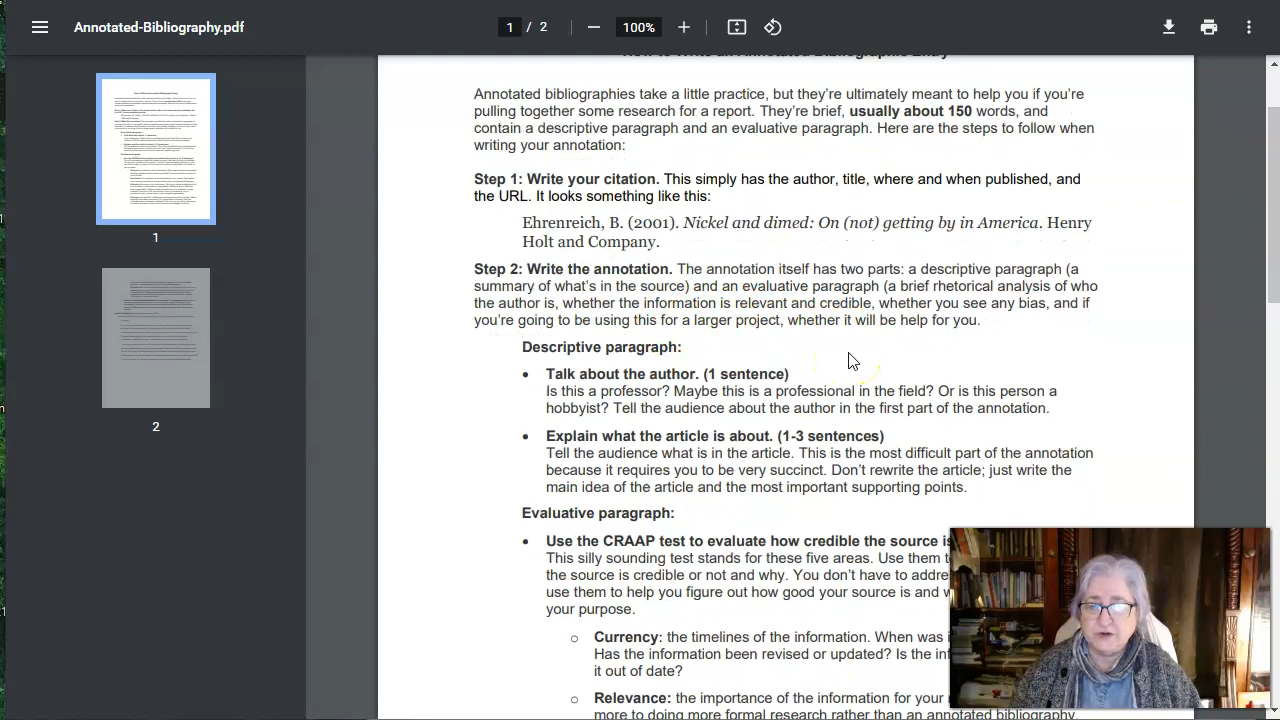 Annotated-Bibliography.pdf
1 / 2
100%
Annotated bibliographies take a little practice, but they're ultimately meant to help you if you're
pulling together some research for a report. They're brief, usually about 150 words, and
contain a descriptive paragraph and an evaluative paragraph. Here are the steps to follow when
writing your annotation:
Step 1: Write your citation. This simply has the author, title, where and when published, and
the URL. It looks something like this:
Ehrenreich, B. (2001). Nickel and dimed: On (not) getting by in America. Henry
Holt and Company.
Step 2: Write the annotation. The annotation itself has two parts: a descriptive paragraph (a
summary of what's in the source) and an evaluative paragraph (a brief rhetorical analysis of who
the author is, whether the information is relevant and credible, whether you see any bias, and if
you're going to be using this for a larger project, whether it will be help for you.
Descriptive paragraph:
• Talk about the author. (1 sentence)
Is this a professor? Maybe this is a professional in the field? Or is this person a
hobbyist? Tell the audience about the author in the first part of the annotation.
• Explain what the article is about. (1-3 sentences)
Tell the audience what is in the article. This is the most difficult part of the annotation
because it requires you to be very succinct. Don't rewrite the article; just write the
main idea of the article and the most important supporting points.
Evaluative paragraph:
• Use the CRAAP test to evaluate how credible the source is
This silly sounding test stands for these five areas. Use them
the source is credible or not and why. You don't have to
use them to help you figure out how good your source is and
your purpose.
○ Currency: the timelines of the information. When was
Has the information been revised or updated? Is the
it out of date?
○ Relevance: the importance of the information for your
more to doing more formal research rather than an annotated bibliography
1
2